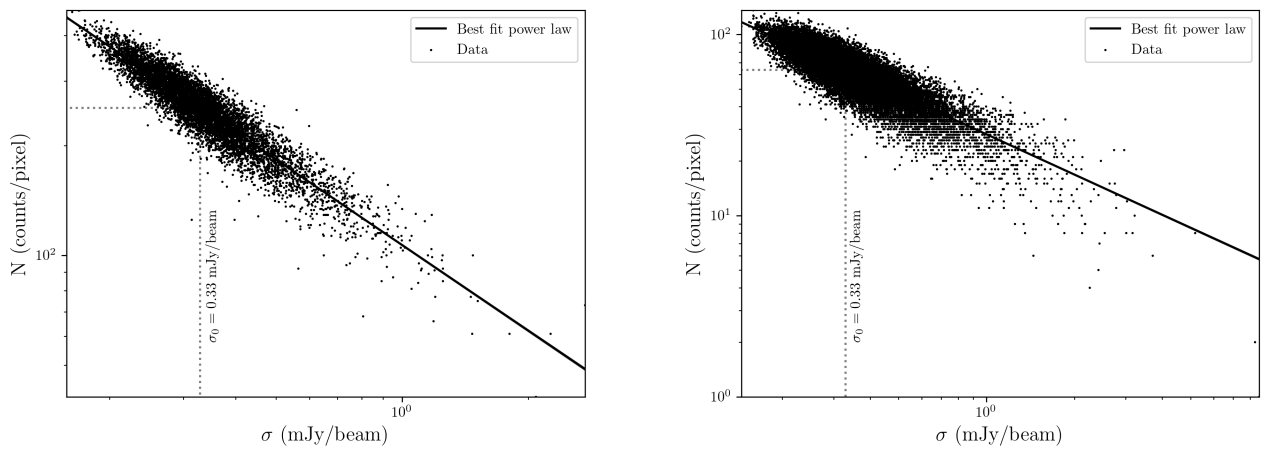 Best fit power law
Data
N (counts/pixel)
10²
σ₀ = 0.33 mJy/beam
10⁰
σ (mJy/beam)
Best fit power law
Data
N (counts/pixel)
10²
10¹
10⁰
σ₀ = 0.33 mJy/beam
10⁰
σ (mJy/beam)